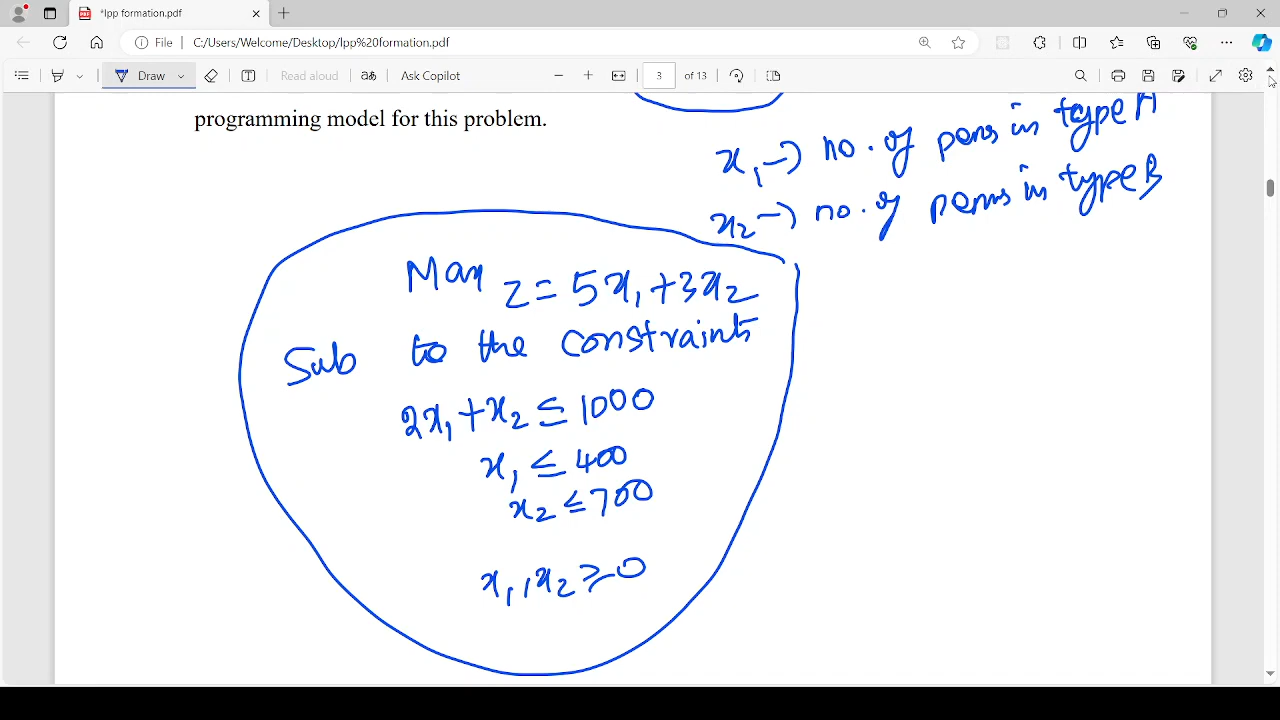 *lpp formation.pdf
File C:/Users/Welcome/Desktop/lpp%20formation.pdf
Draw Read aloud Ask Copilot 3 of 13
programming model for this problem.
x₁ → no. of pens in type A
x₂ → no. of pens in type B
Max Z = 5x₁ + 3x₂
Sub to the constraints
2x₁ + x₂ ≤ 1000
x₁ ≤ 400
x₂ ≤ 700
x₁, x₂ ≥ 0